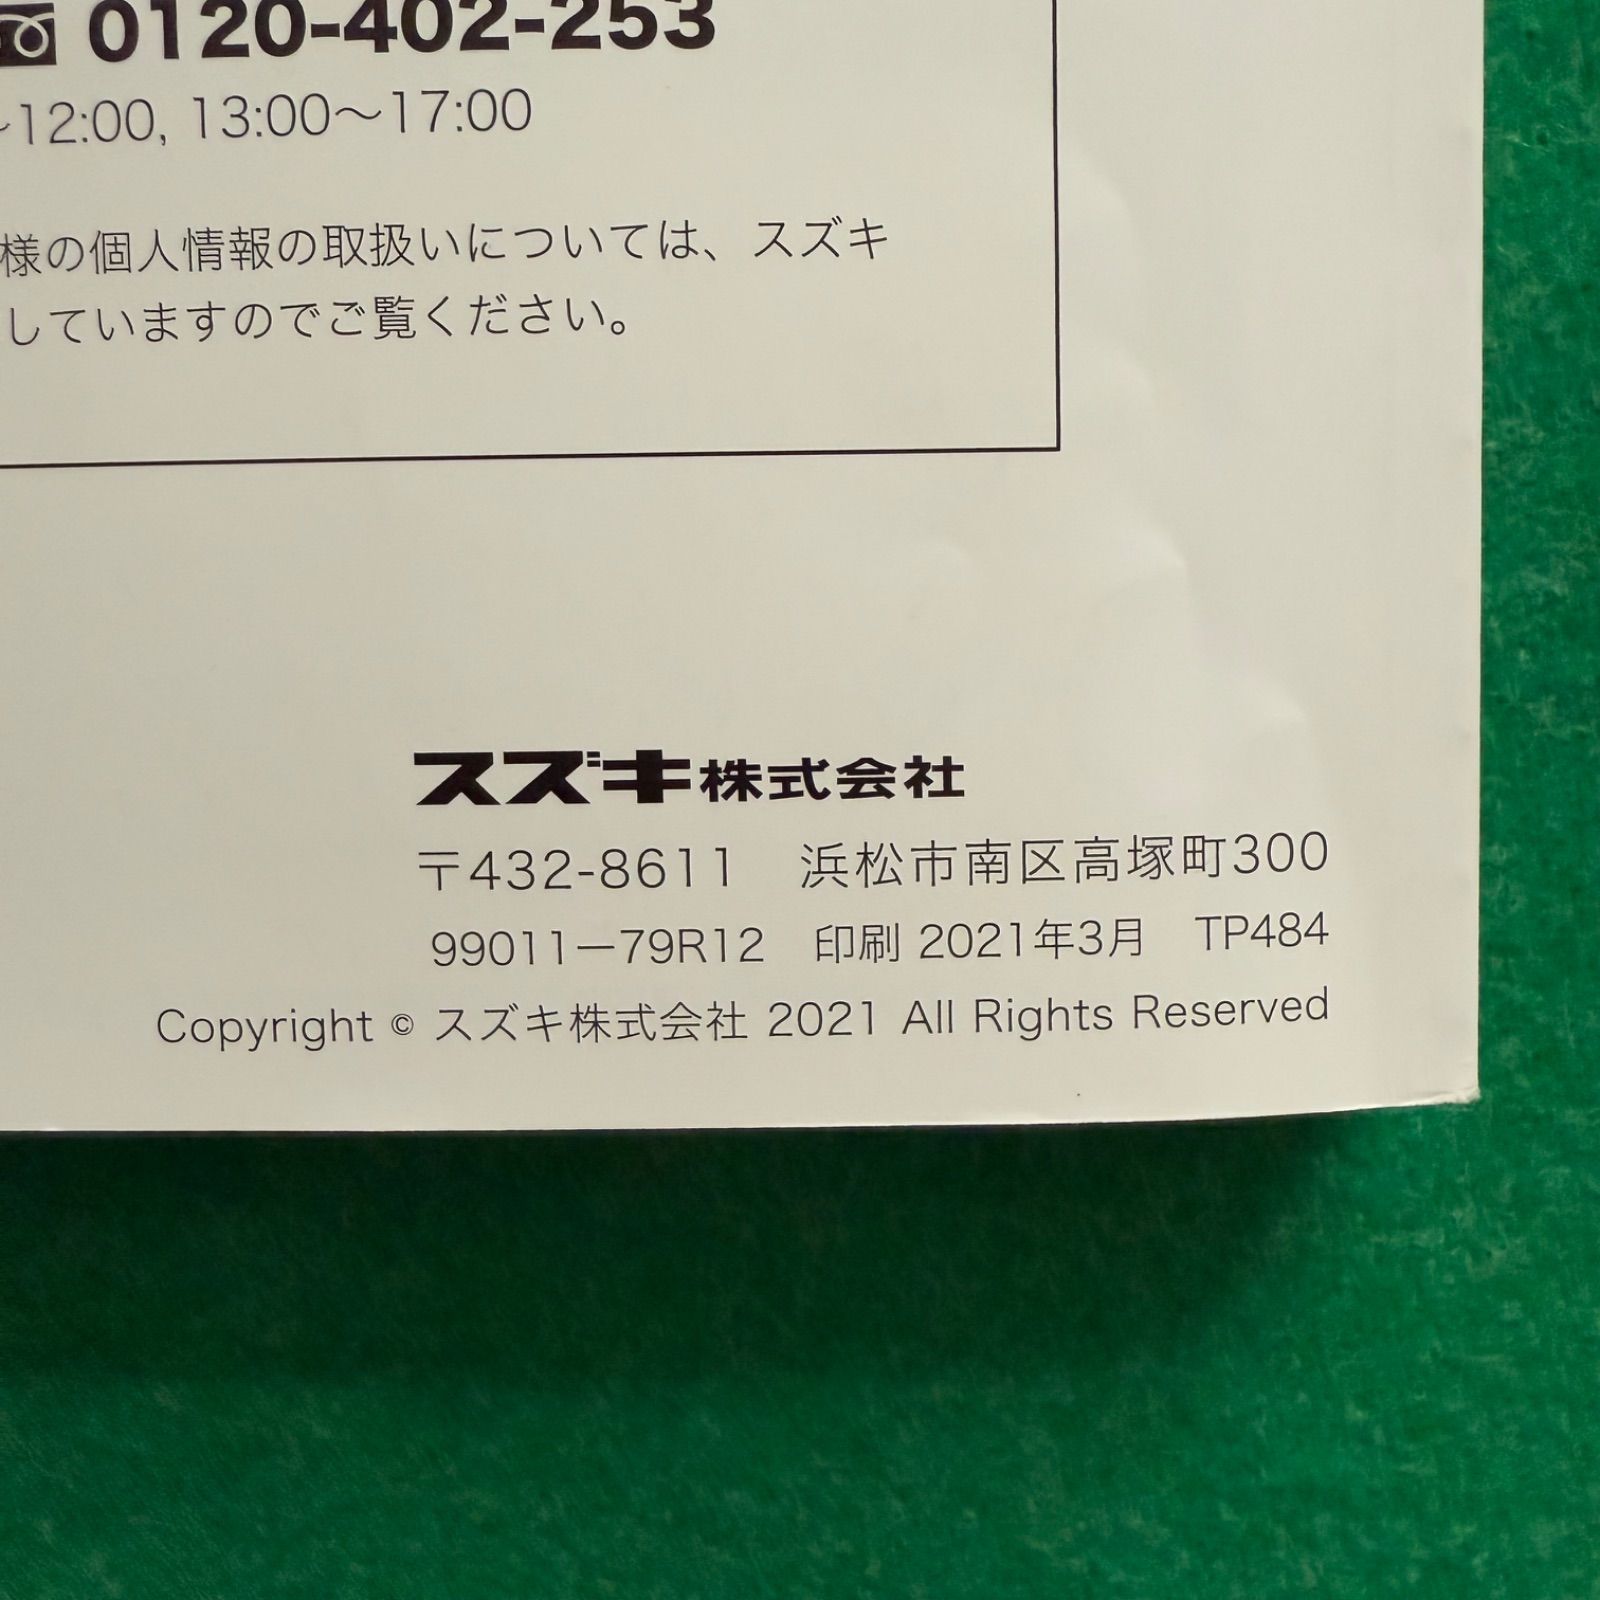 0120-402-253
~12:00, 13:00〜17:00
様の個人情報の取扱いについては、スズキ
していますのでご覧ください。
スズキ株式会社
〒432-8611　浜松市南区高塚町300
99011ー79R12　印刷 2021年3月　TP484
Copyright © スズキ株式会社 2021 All Rights Reserved